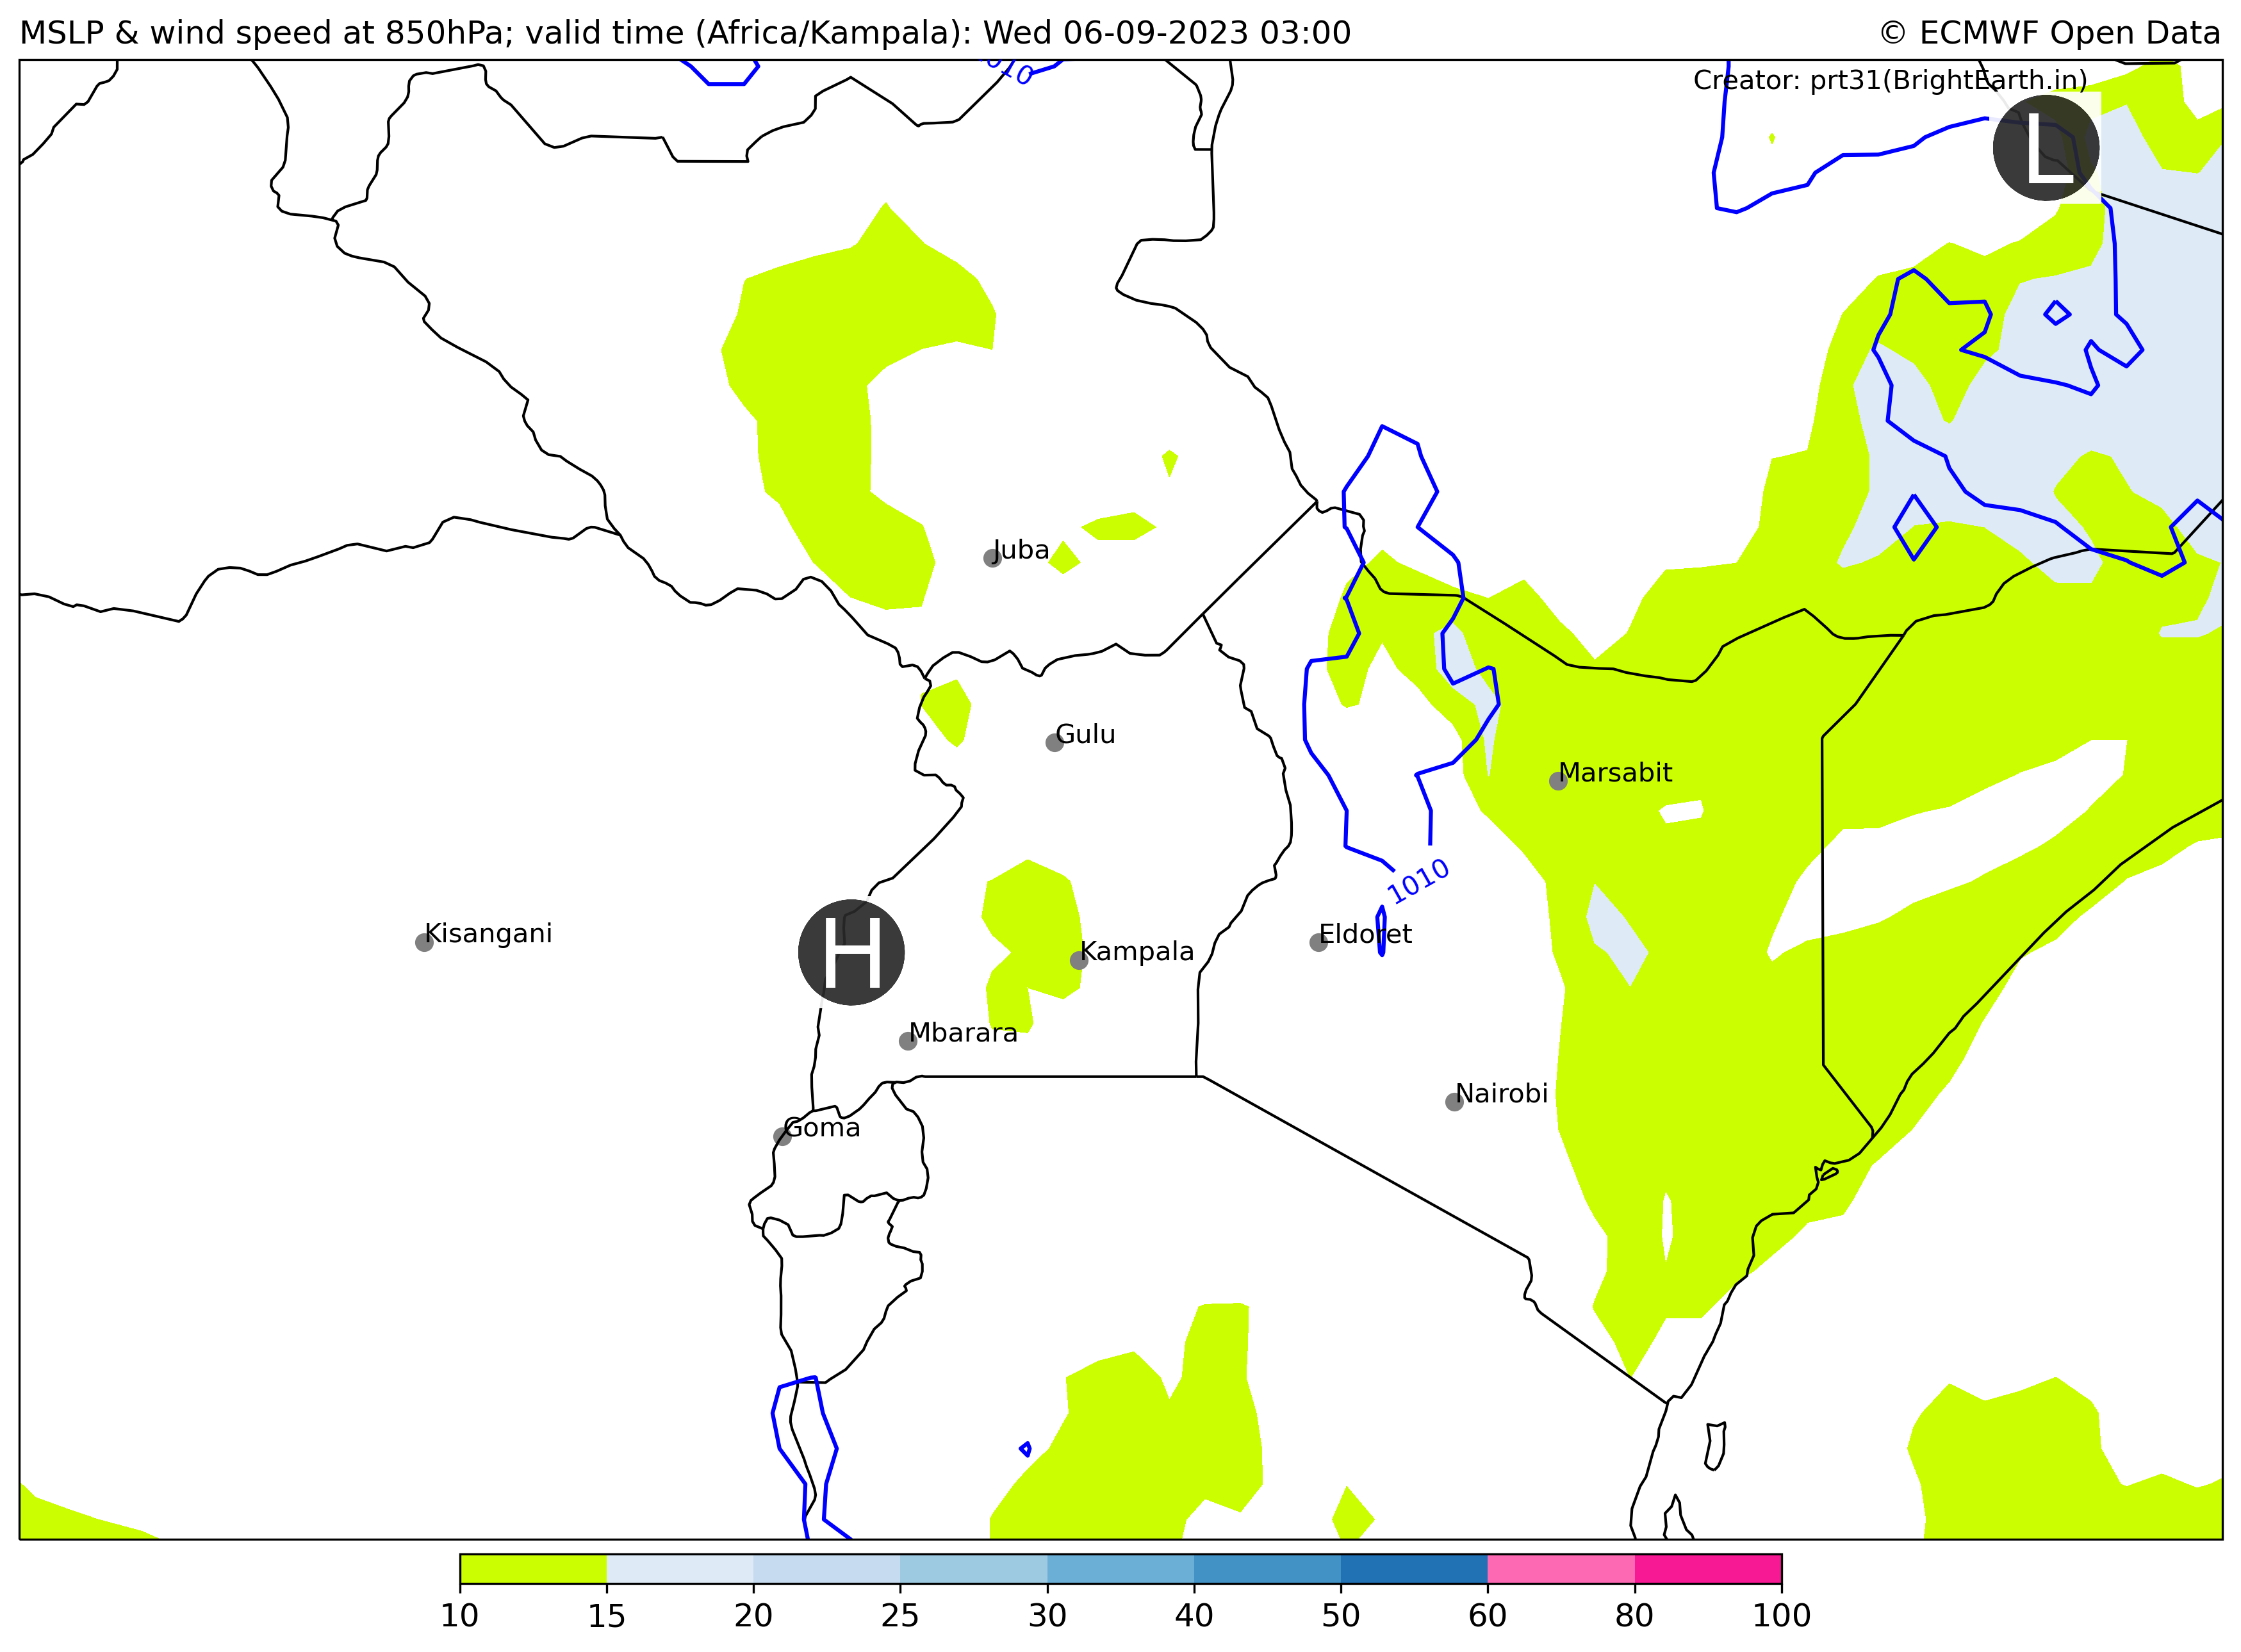 MSLP & wind speed at 850hPa; valid time (Africa/Kampala): Wed 06-09-2023 03:00
© ECMWF Open Data
1010
Creator: prt31(BrightEarth.in)
L
Juba
Gulu
Marsabit
1010
Kisangani
H
Kampala
Eldoret
Mbarara
Nairobi
Goma
10 15 20 25 30 40 50 60 80 100